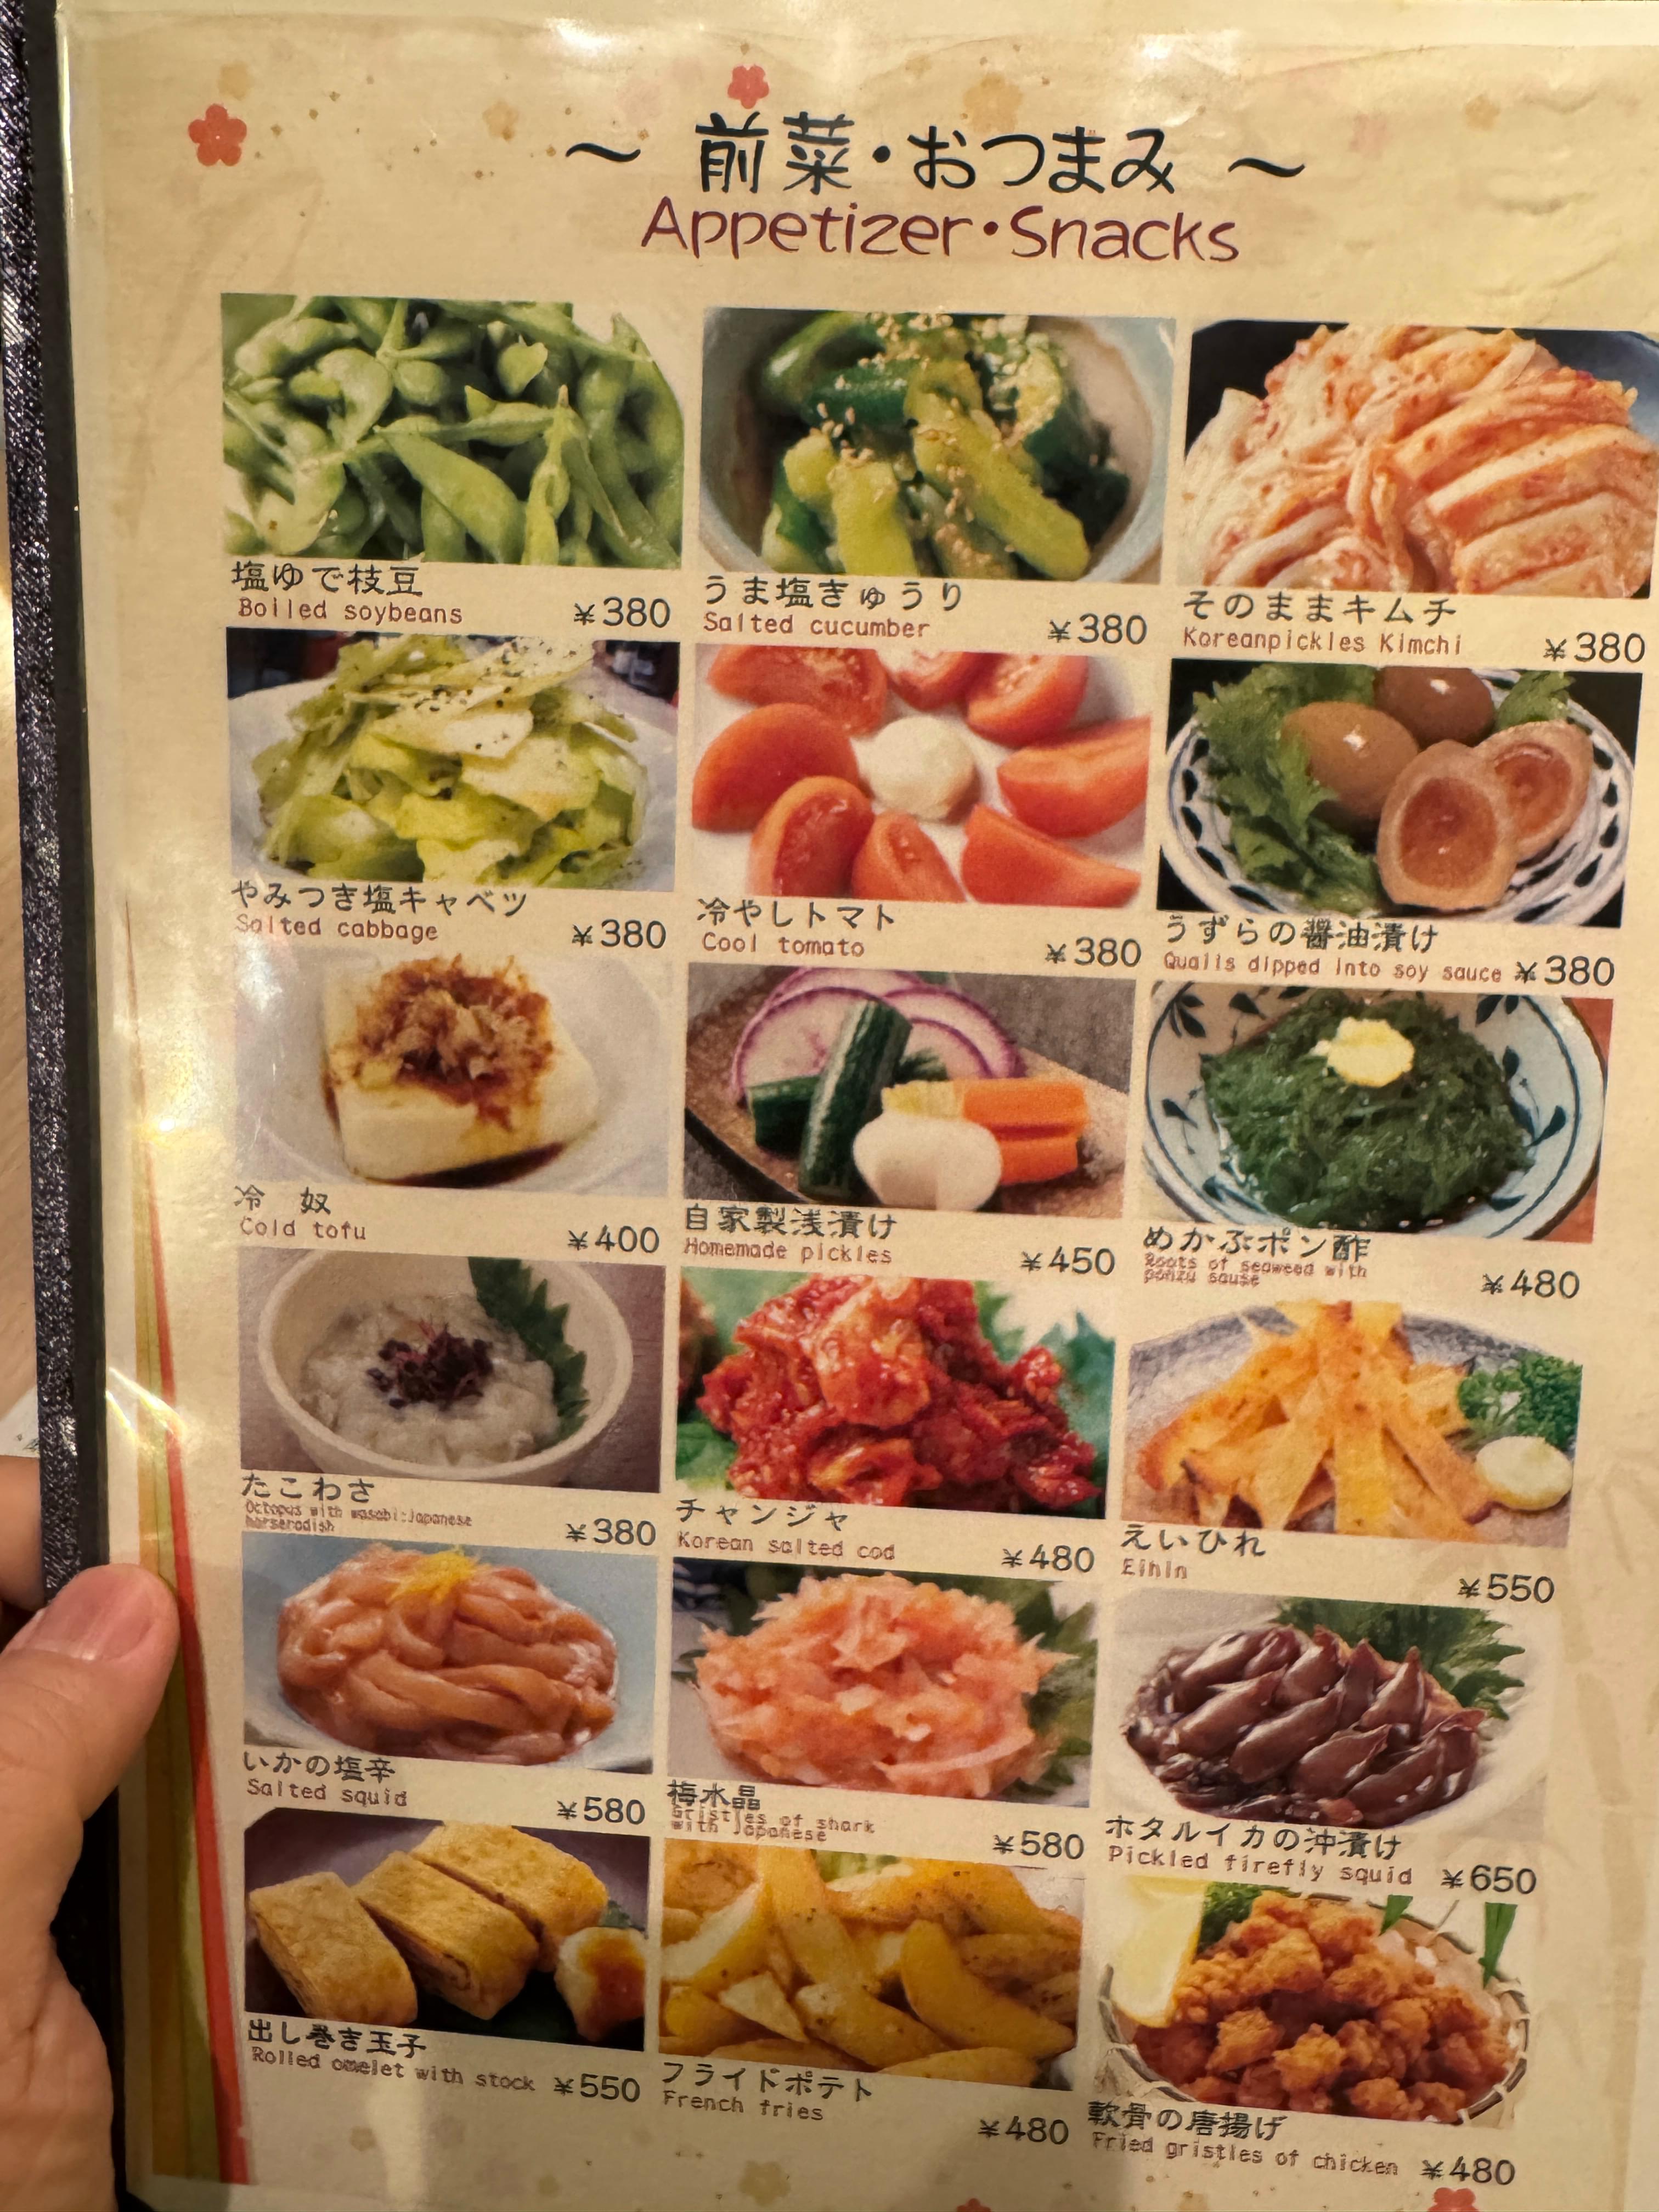 ～ 前菜・おつまみ ～
Appetizer・Snacks
塩ゆで枝豆
Boiled soybeans ¥380
うま塩きゅうり
Salted cucumber ¥380
そのままキムチ
Koreanpickles Kimchi ¥380
やみつき塩キャベツ
Salted cabbage ¥380
冷やしトマト
Cool tomato ¥380
うずらの醤油漬け
Quails dipped into soy sauce ¥380
冷 奴
Cold tofu ¥400
自家製浅漬け
Homemade pickles ¥450
めかぶポン酢
Roots of seaweed with
ponzu sause ¥480
たこわさ
Octopus with wasabi:Japanese
horseradish ¥380
チャンジャ
Korean salted cod ¥480
えいひれ
Eihin ¥550
いかの塩辛
Salted squid ¥580
梅水晶
Gristles of shark
with Japanese ¥580
ホタルイカの沖漬け
Pickled firefly squid ¥650
出し巻き玉子
Rolled omelet with stock ¥550
フライドポテト
French fries ¥480
軟骨の唐揚げ
Fried gristles of chicken ¥480